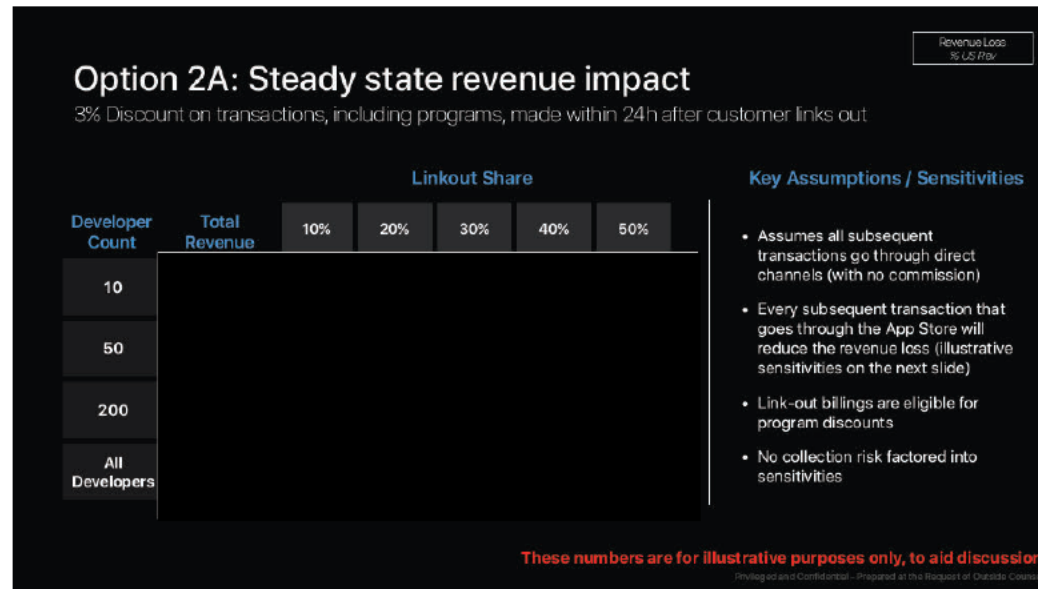 Revenue Loss
% US Rev
Option 2A: Steady state revenue impact
3% Discount on transactions, including programs, made within 24h after customer links out
Linkout Share
Key Assumptions / Sensitivities
Developer
Count
Total
Revenue
10%
20%
30%
40%
50%
10
50
200
All
Developers
• Assumes all subsequent
transactions go through direct
channels (with no commission)
• Every subsequent transaction that
goes through the App Store will
reduce the revenue loss (illustrative
sensitivities on the next slide)
• Link-out billings are eligible for
program discounts
• No collection risk factored into
sensitivities
These numbers are for illustrative purposes only, to aid discussion
Privileged and Confidential – Prepared at the Request of Outside